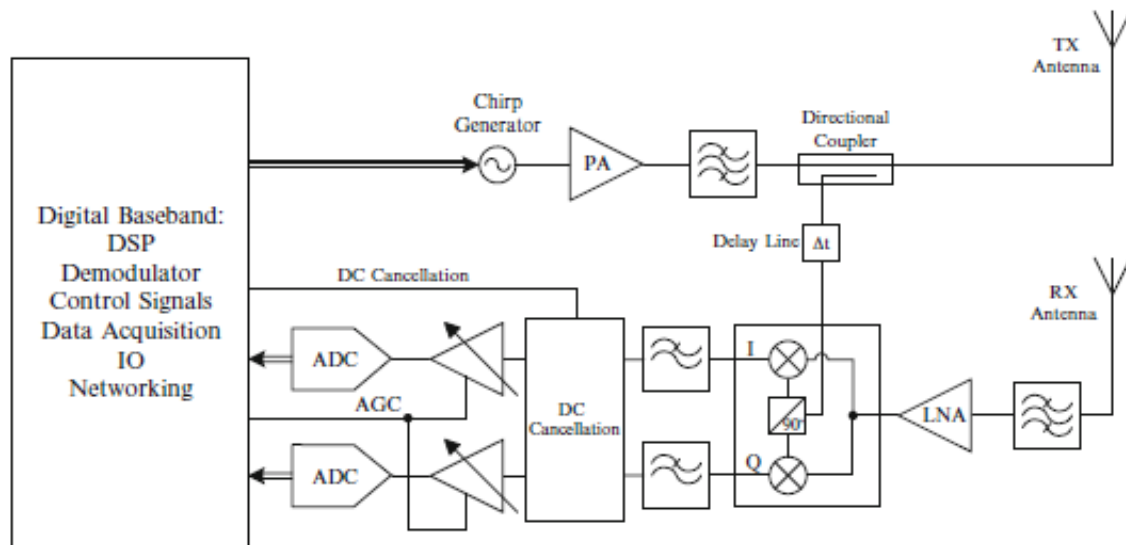 TX
Antenna
Chirp
Generator
Directional
Coupler
PA
Digital Baseband:
DSP
Demodulator
Control Signals
Data Acquisition
IO
Networking
Delay Line
Δt
DC Cancellation
RX
Antenna
ADC
I
AGC
DC
Cancellation
90°
LNA
ADC
Q